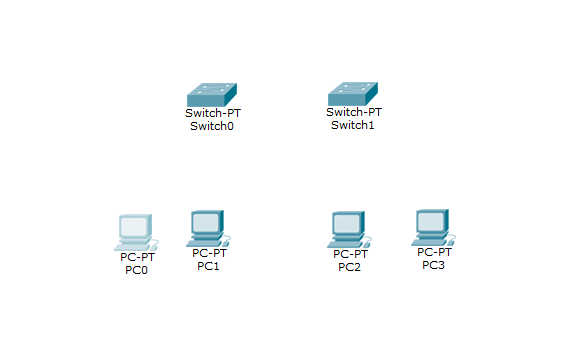 Switch-PT
Switch0
Switch-PT
Switch1
PC-PT
PC0
PC-PT
PC1
PC-PT
PC2
PC-PT
PC3